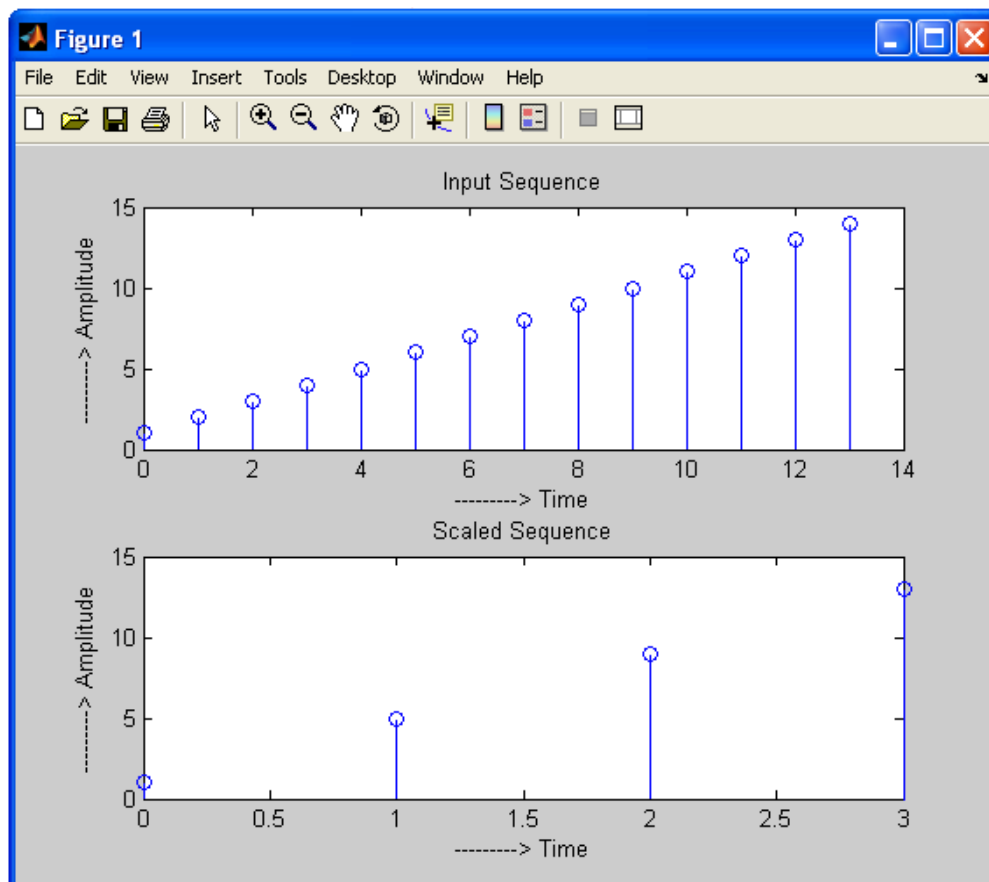 Figure 1
File Edit View Insert Tools Desktop Window Help
Input Sequence
---------> Amplitude
15
10
5
0
0 2 4 6 8 10 12 14
---------> Time
Scaled Sequence
---------> Amplitude
15
10
5
0
0 0.5 1 1.5 2 2.5 3
---------> Time